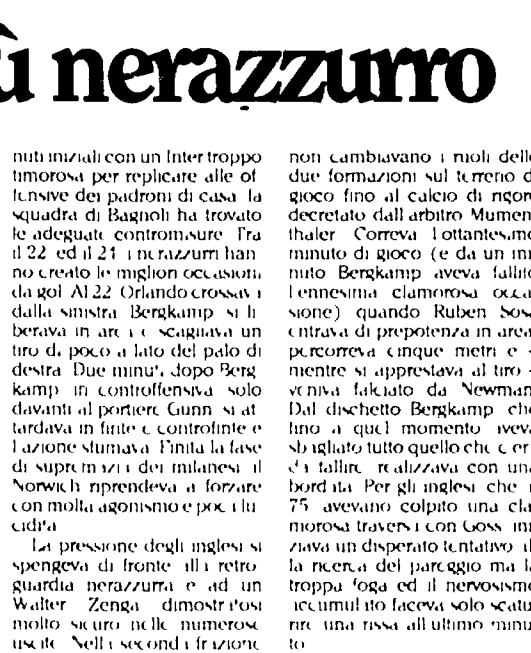 ù nerazzurro
nuti iniziali con un Inter troppo
timorosa per replicare alle of
fensive dei padroni di casa la
squadra di Bagnoli ha trovato
le adeguate contromisure Tra
il 22 ed il 24 i nerazzurri han
no creato le migliori occasioni
da gol Al 22 Orlando crossava
dalla sinistra Bergkamp si li
berava in area e scagliava un
tiro di poco a lato del palo di
destra Due minuti dopo Berg
kamp in controffensiva solo
davanti al portiere Gunn si at
tardava in finte e controfinte e
l azione sfumava Finita la fase
di supremazia dei milanesi il
Norwich riprendeva a forzare
con molta agonismo e poca lu
cidità
La pressione degli inglesi si
spengeva di fronte alla retro
guardia nerazzurra e ad un
Walter Zenga dimostratosi
molto sicuro nelle numerose
uscite Nella seconda frazione
non cambiavano i ruoli delle
due formazioni sul terreno d
gioco fino al calcio di rigore
decretato dall arbitro Mumen
thaler Correva l ottantesimo
minuto di gioco (e da un mi
nuto Bergkamp aveva fallito
l ennesima clamorosa occa
sione) quando Ruben Sosa
entrava di prepotenza in area
percorreva cinque metri e -
mentre si apprestava al tiro -
veniva falciato da Newman
Dal dischetto Bergkamp che
fino a quel momento aveva
sbagliato tutto quello che c er
da fallire realizzava con una
bordata Per gli inglesi che i
75 avevano colpito una cla
morosa traversa con Goss ini
ziava un disperato tentativo al
la ricerca del pareggio ma la
troppa foga ed il nervosismo
accumulato faceva solo scatu
rire una rissa all ultimo minu
to